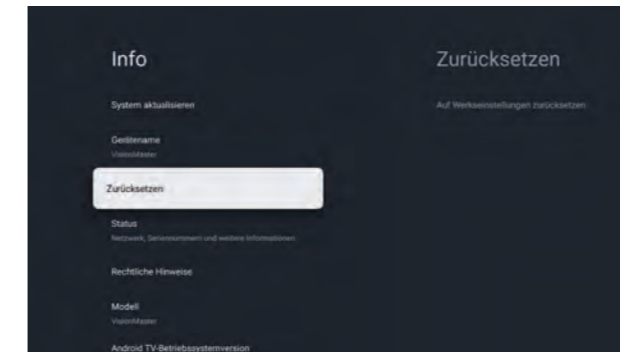 Info
System aktualisieren
Gerätename
VisionMaster
Zurücksetzen
Status
Netzwerk, Seriennummern und weitere Informationen
Rechtliche Hinweise
Modell
VisionMaster
Android TV-Betriebssystemversion
Zurücksetzen
Auf Werkseinstellungen zurücksetzen